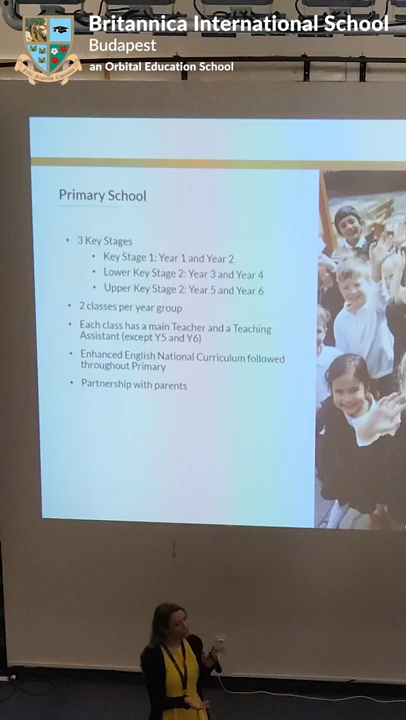 Britannica International School
Budapest
an Orbital Education School
Primary School
• 3 Key Stages
• Key Stage 1: Year 1 and Year 2
• Lower Key Stage 2: Year 3 and Year 4
• Upper Key Stage 2: Year 5 and Year 6
• 2 classes per year group
• Each class has a main Teacher and a Teaching
Assistant (except Y5 and Y6)
• Enhanced English National Curriculum followed
throughout Primary
• Partnership with parents